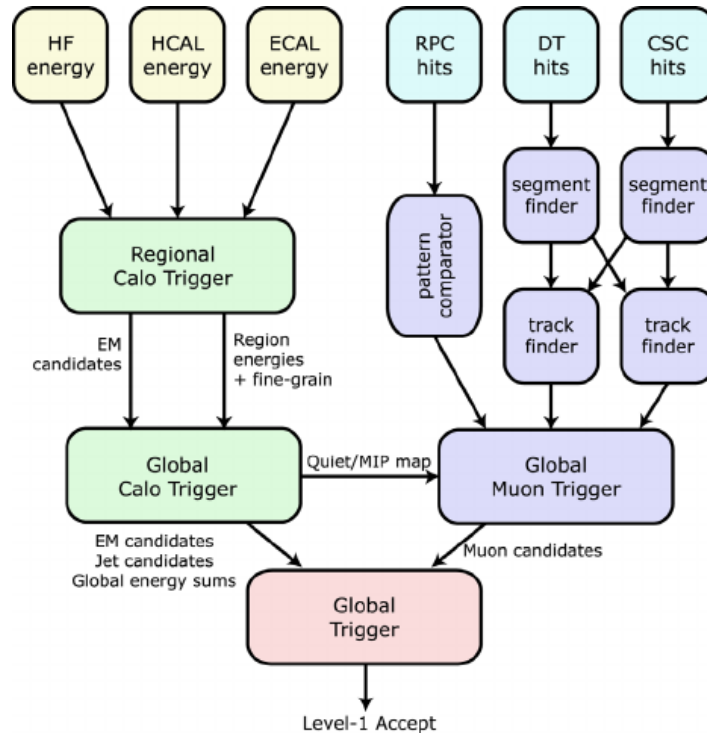 HF
energy
HCAL
energy
ECAL
energy
RPC
hits
DT
hits
CSC
hits
segment
finder
segment
finder
Regional
Calo Trigger
pattern
comparator
track
finder
track
finder
EM
candidates
Region
energies
+ fine-grain
Global
Calo Trigger
Quiet/MIP map
Global
Muon Trigger
EM candidates
Jet candidates
Global energy sums
Muon candidates
Global
Trigger
Level-1 Accept